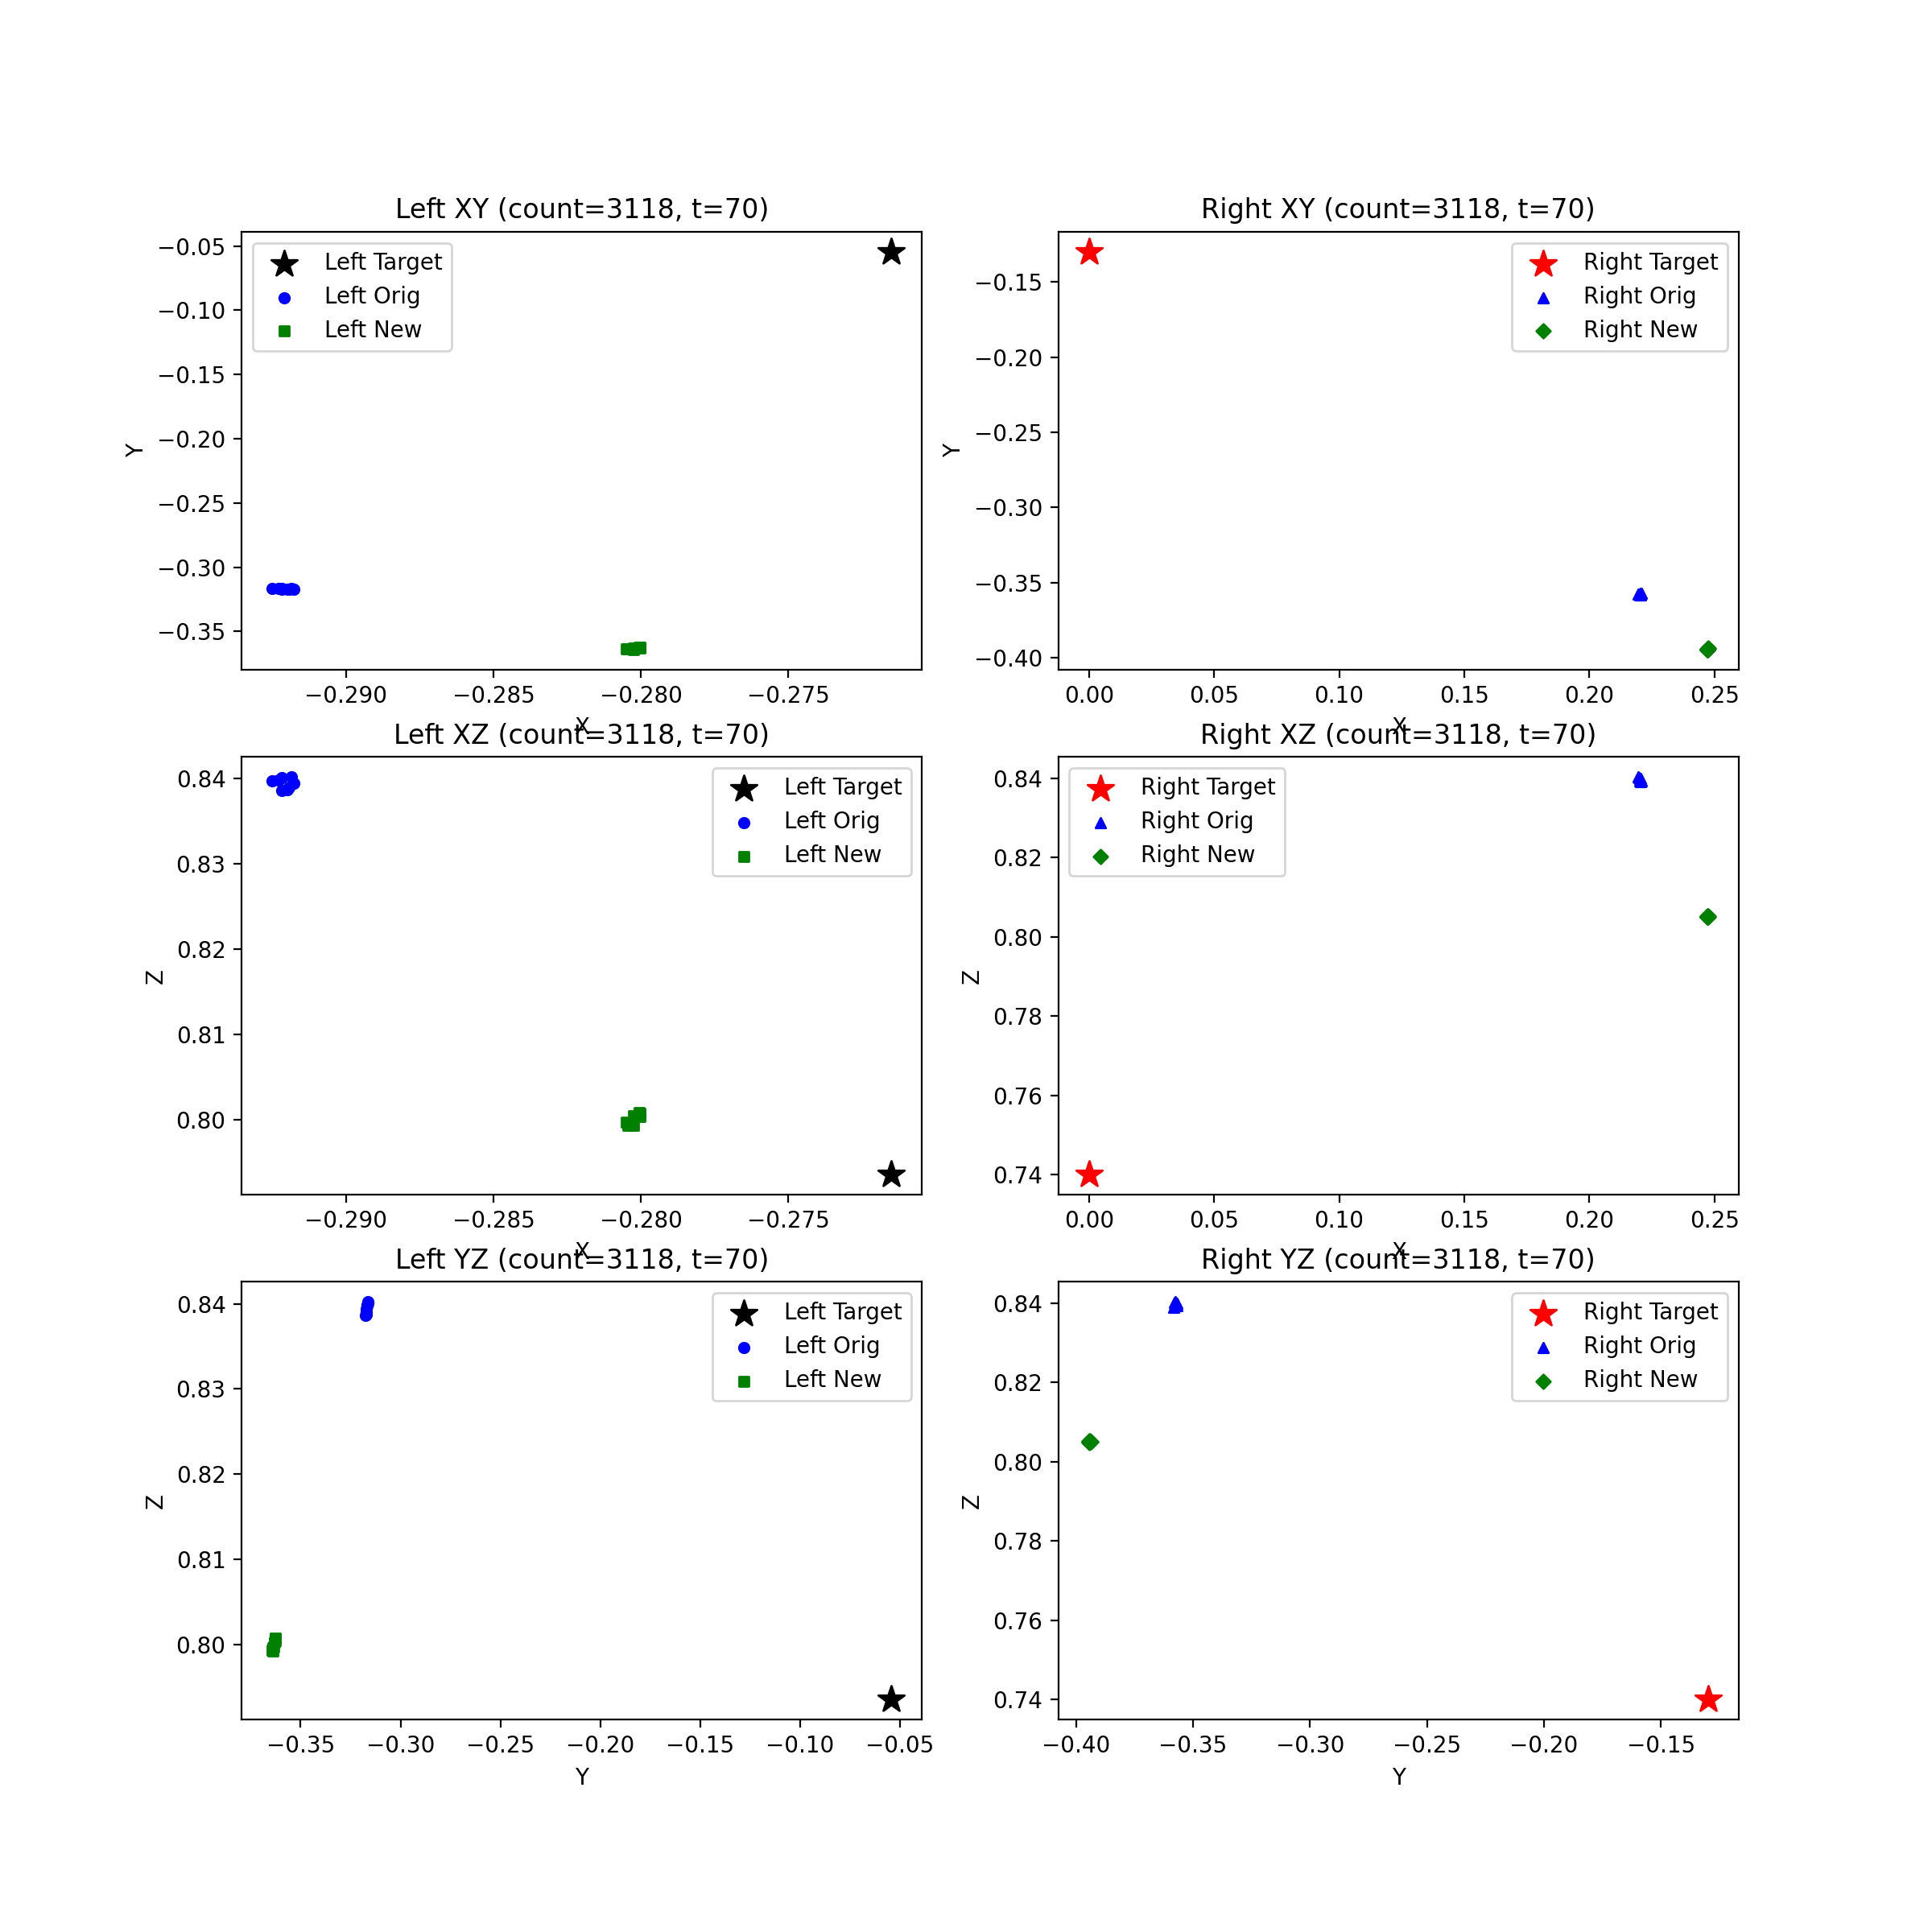 Left XY (count=3118, t=70)
Left Target
Left Orig
Left New
−0.05
−0.10
−0.15
−0.20
−0.25
−0.30
−0.35
Y
−0.290
−0.285
−0.280
−0.275
X
Right XY (count=3118, t=70)
Right Target
Right Orig
Right New
−0.15
−0.20
−0.25
−0.30
−0.35
−0.40
Y
0.00
0.05
0.10
0.15
0.20
0.25
X
Left XZ (count=3118, t=70)
Left Target
Left Orig
Left New
0.84
0.83
0.82
0.81
0.80
Z
−0.290
−0.285
−0.280
−0.275
X
Right XZ (count=3118, t=70)
Right Target
Right Orig
Right New
0.84
0.82
0.80
0.78
0.76
0.74
Z
0.00
0.05
0.10
0.15
0.20
0.25
X
Left YZ (count=3118, t=70)
Left Target
Left Orig
Left New
0.84
0.83
0.82
0.81
0.80
Z
−0.35
−0.30
−0.25
−0.20
−0.15
−0.10
−0.05
Y
Right YZ (count=3118, t=70)
Right Target
Right Orig
Right New
0.84
0.82
0.80
0.78
0.76
0.74
Z
−0.40
−0.35
−0.30
−0.25
−0.20
−0.15
Y